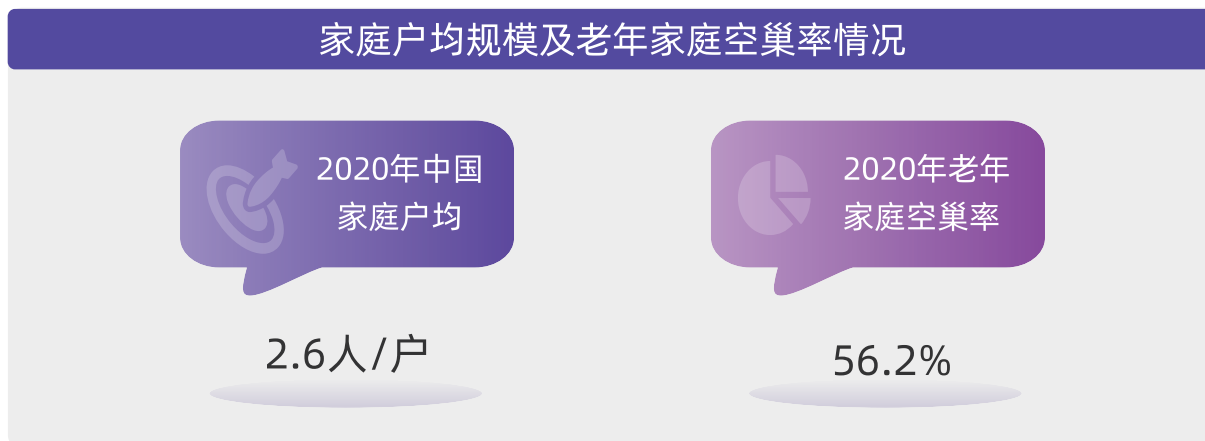 家庭户均规模及老年家庭空巢率情况
2020年中国
家庭户均
2.6人/户
2020年老年
家庭空巢率
56.2%